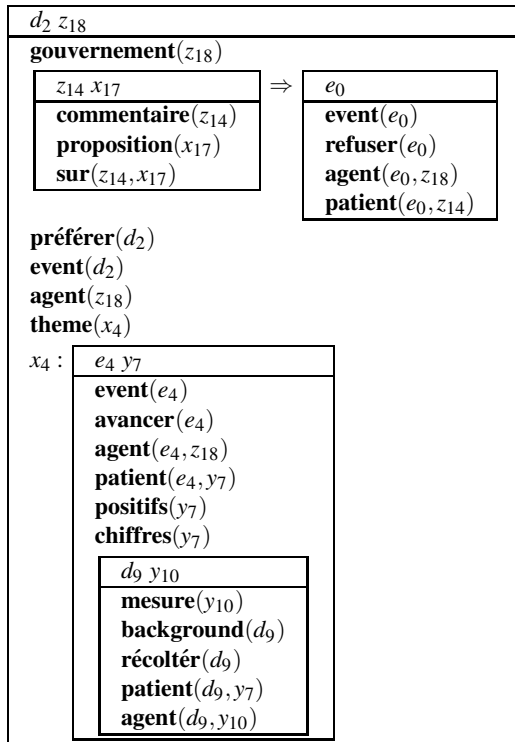 d₂ z₁₈
gouvernement(z₁₈)
z₁₄ x₁₇
commentaire(z₁₄)
proposition(x₁₇)
sur(z₁₄,x₁₇)
⇒
e₀
event(e₀)
refuser(e₀)
agent(e₀,z₁₈)
patient(e₀,z₁₄)
préférer(d₂)
event(d₂)
agent(z₁₈)
theme(x₄)
x₄ :
e₄ y₇
event(e₄)
avancer(e₄)
agent(e₄,z₁₈)
patient(e₄,y₇)
positifs(y₇)
chiffres(y₇)
d₉ y₁₀
mesure(y₁₀)
background(d₉)
récoltér(d₉)
patient(d₉,y₇)
agent(d₉,y₁₀)